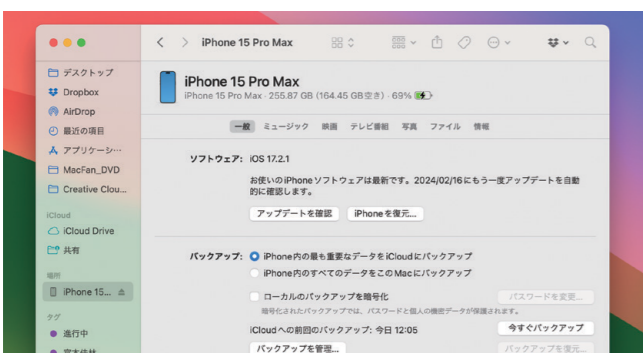 iPhone 15 Pro Max
デスクトップ
Dropbox
AirDrop
最近の項目
アプリケーシ…
MacFan_DVD
Creative Clou...
iCloud
iCloud Drive
共有
場所
iPhone 15...
タグ
進行中
iPhone 15 Pro Max
iPhone 15 Pro Max · 255.87 GB (164.45 GB空き) · 69%
一般 ミュージック 映画 テレビ番組 写真 ファイル 情報
ソフトウェア: iOS 17.2.1
お使いのiPhoneソフトウェアは最新です。2024/02/16にもう一度アップデートを自動
的に確認します。
アップデートを確認 iPhoneを復元...
バックアップ: iPhone内の最も重要なデータをiCloudにバックアップ
iPhone内のすべてのデータをこのMacにバックアップ
ローカルのバックアップを暗号化 パスワードを変更...
暗号化されたバックアップでは、パスワードと個人の機密データが保護されます。
iCloudへの前回のバックアップ: 今日 12:05 今すぐバックアップ
バックアップを管理... バックアップを復元...